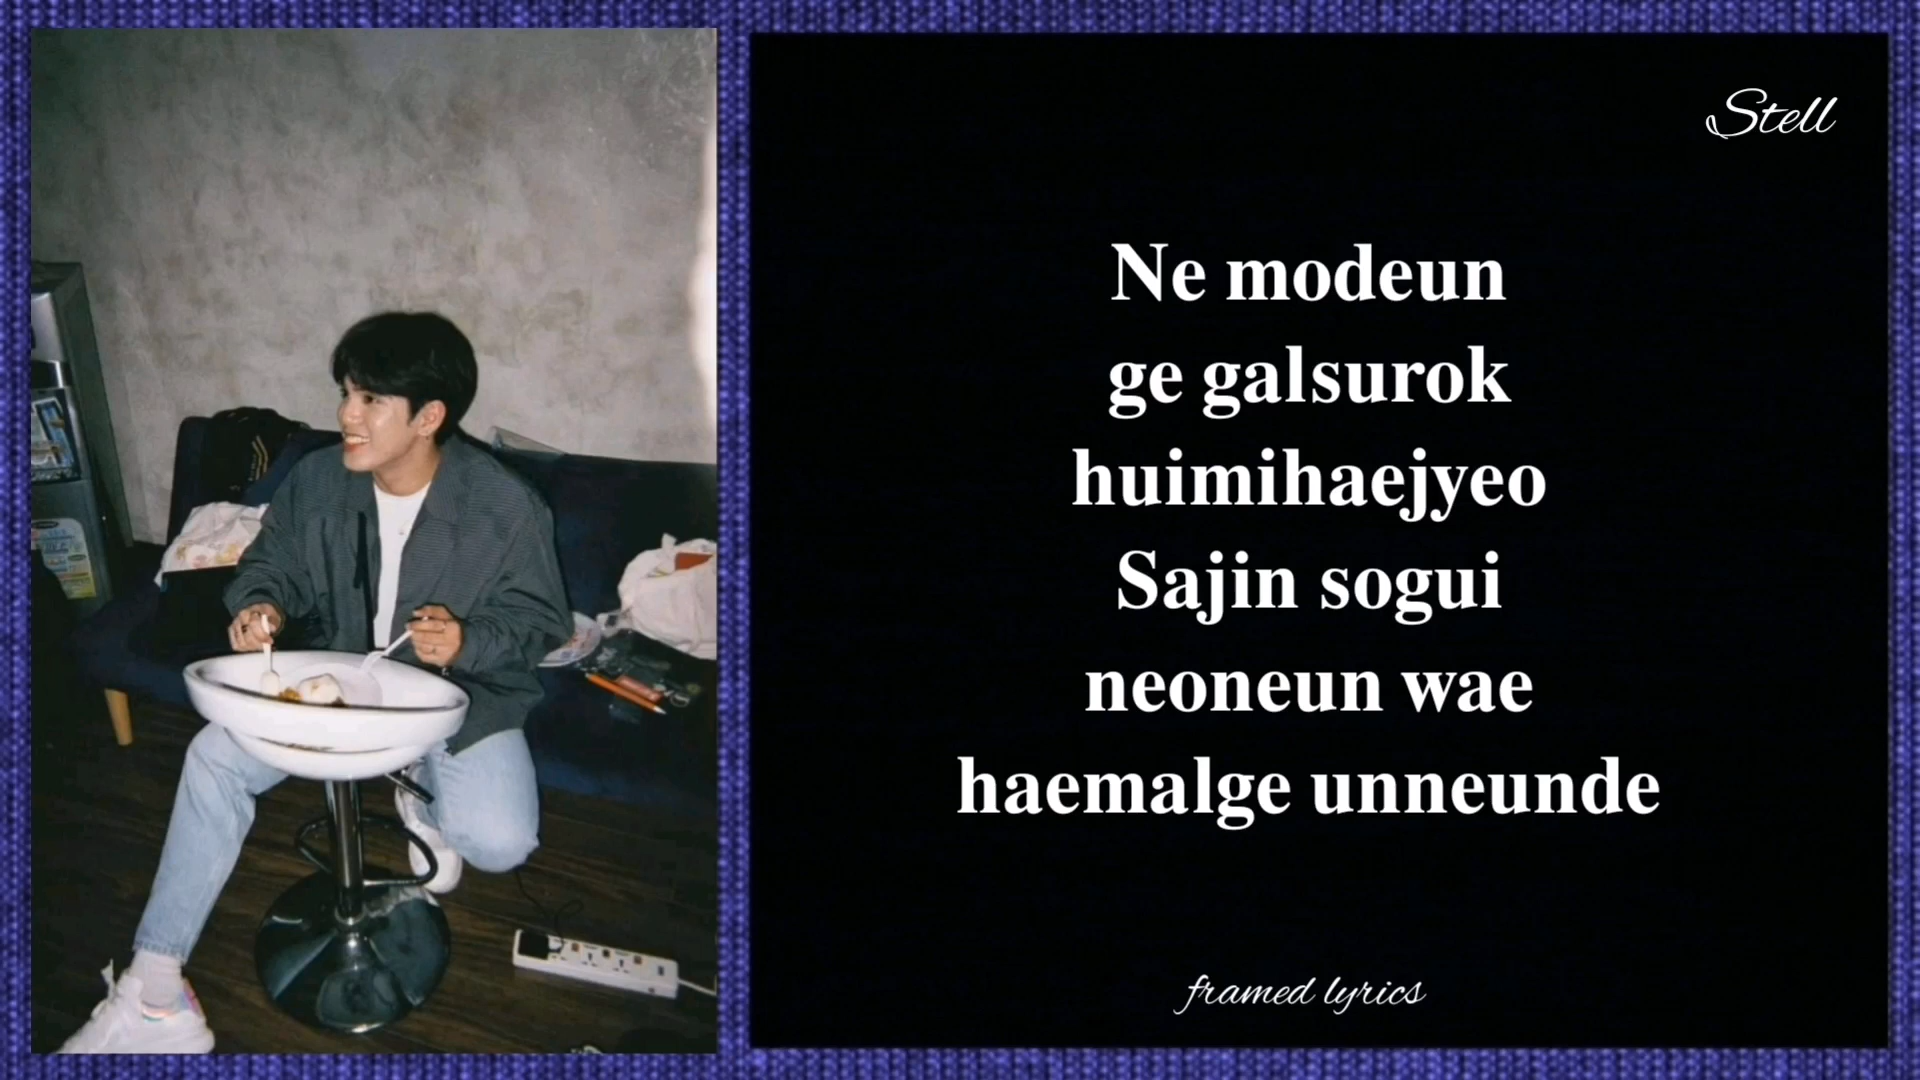 Stell
Ne modeun
ge galsurok
huimihaejyeo
Sajin sogui
neoneun wae
haemalge unneunde
framed lyrics